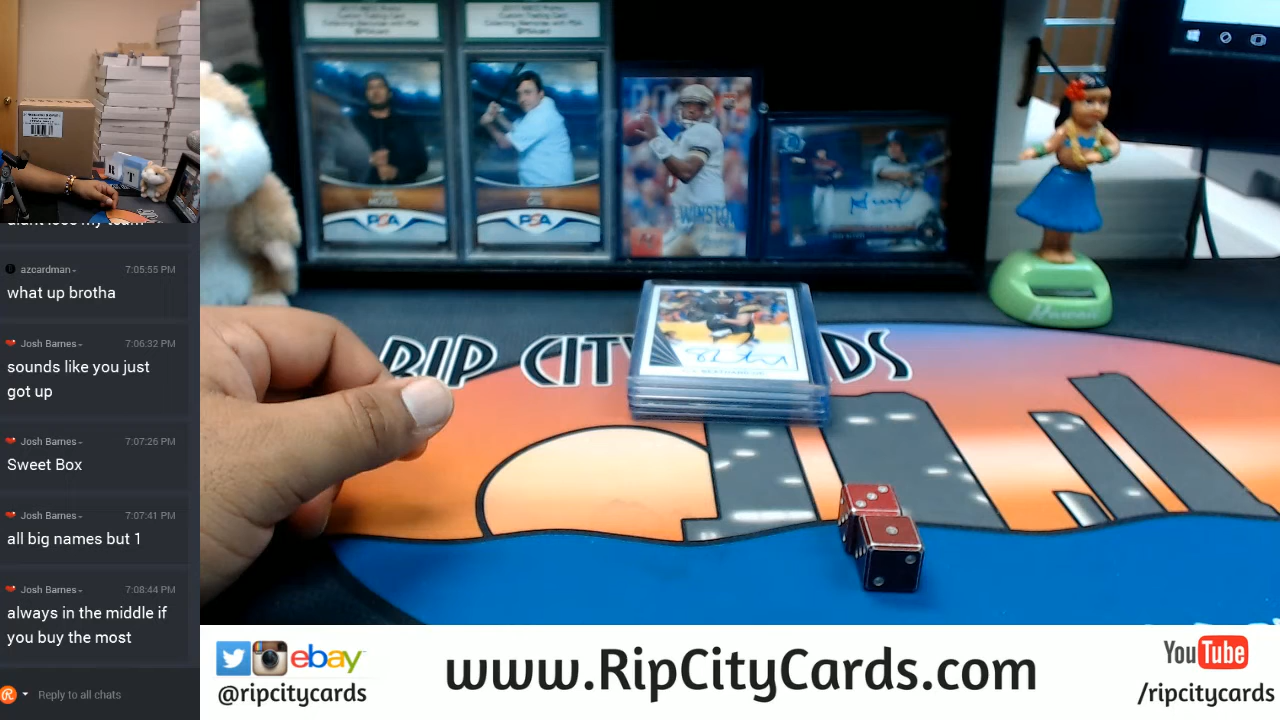 azcardman
7:05:55 PM
what up brotha
Josh Barnes
7:06:32 PM
sounds like you just
got up
Josh Barnes
7:07:26 PM
Sweet Box
Josh Barnes
7:07:41 PM
all big names but 1
Josh Barnes
7:08:44 PM
always in the middle if
you buy the most
Reply to all chats
PSA
PSA
WINSTON
RIP CITY
DS
Hawaii
ebay
@ripcitycards
www.RipCityCards.com
YouTube
/ripcitycards